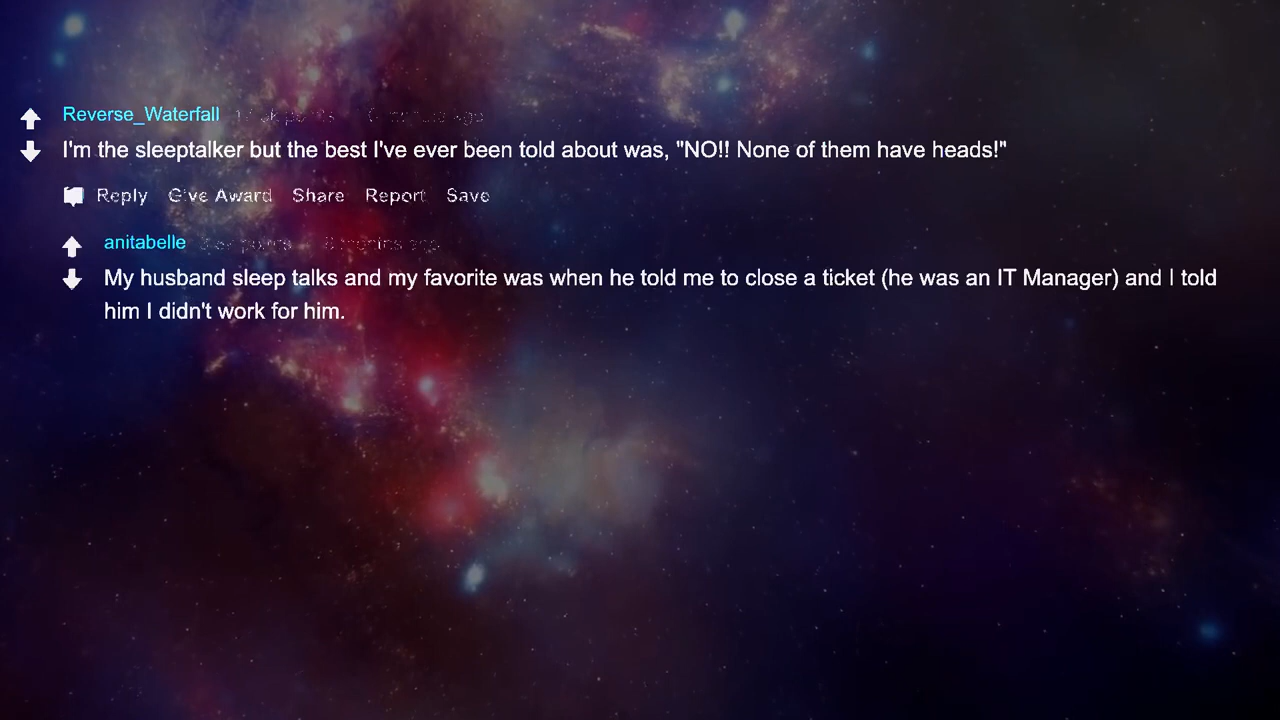 Reverse_Waterfall
I'm the sleeptalker but the best I've ever been told about was, "NO!! None of them have heads!"
Reply Give Award Share Report Save
anitabelle months ago
My husband sleep talks and my favorite was when he told me to close a ticket (he was an IT Manager) and I told
him I didn't work for him.